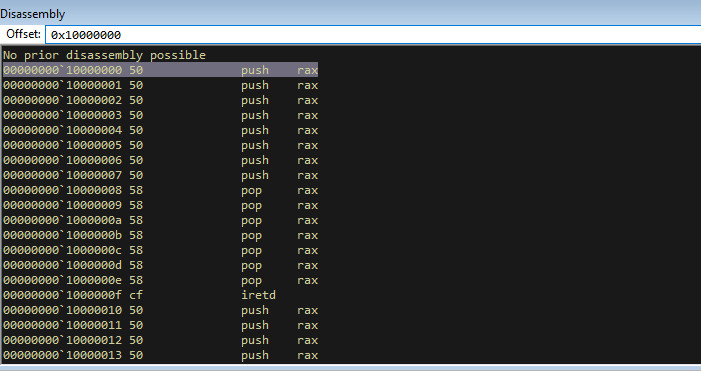 Disassembly
Offset: 0x10000000
No prior disassembly possible
00000000`10000000 50 push rax
00000000`10000001 50 push rax
00000000`10000002 50 push rax
00000000`10000003 50 push rax
00000000`10000004 50 push rax
00000000`10000005 50 push rax
00000000`10000006 50 push rax
00000000`10000007 50 push rax
00000000`10000008 58 pop rax
00000000`10000009 58 pop rax
00000000`1000000a 58 pop rax
00000000`1000000b 58 pop rax
00000000`1000000c 58 pop rax
00000000`1000000d 58 pop rax
00000000`1000000e 58 pop rax
00000000`1000000f cf iretd
00000000`10000010 50 push rax
00000000`10000011 50 push rax
00000000`10000012 50 push rax
00000000`10000013 50 push rax